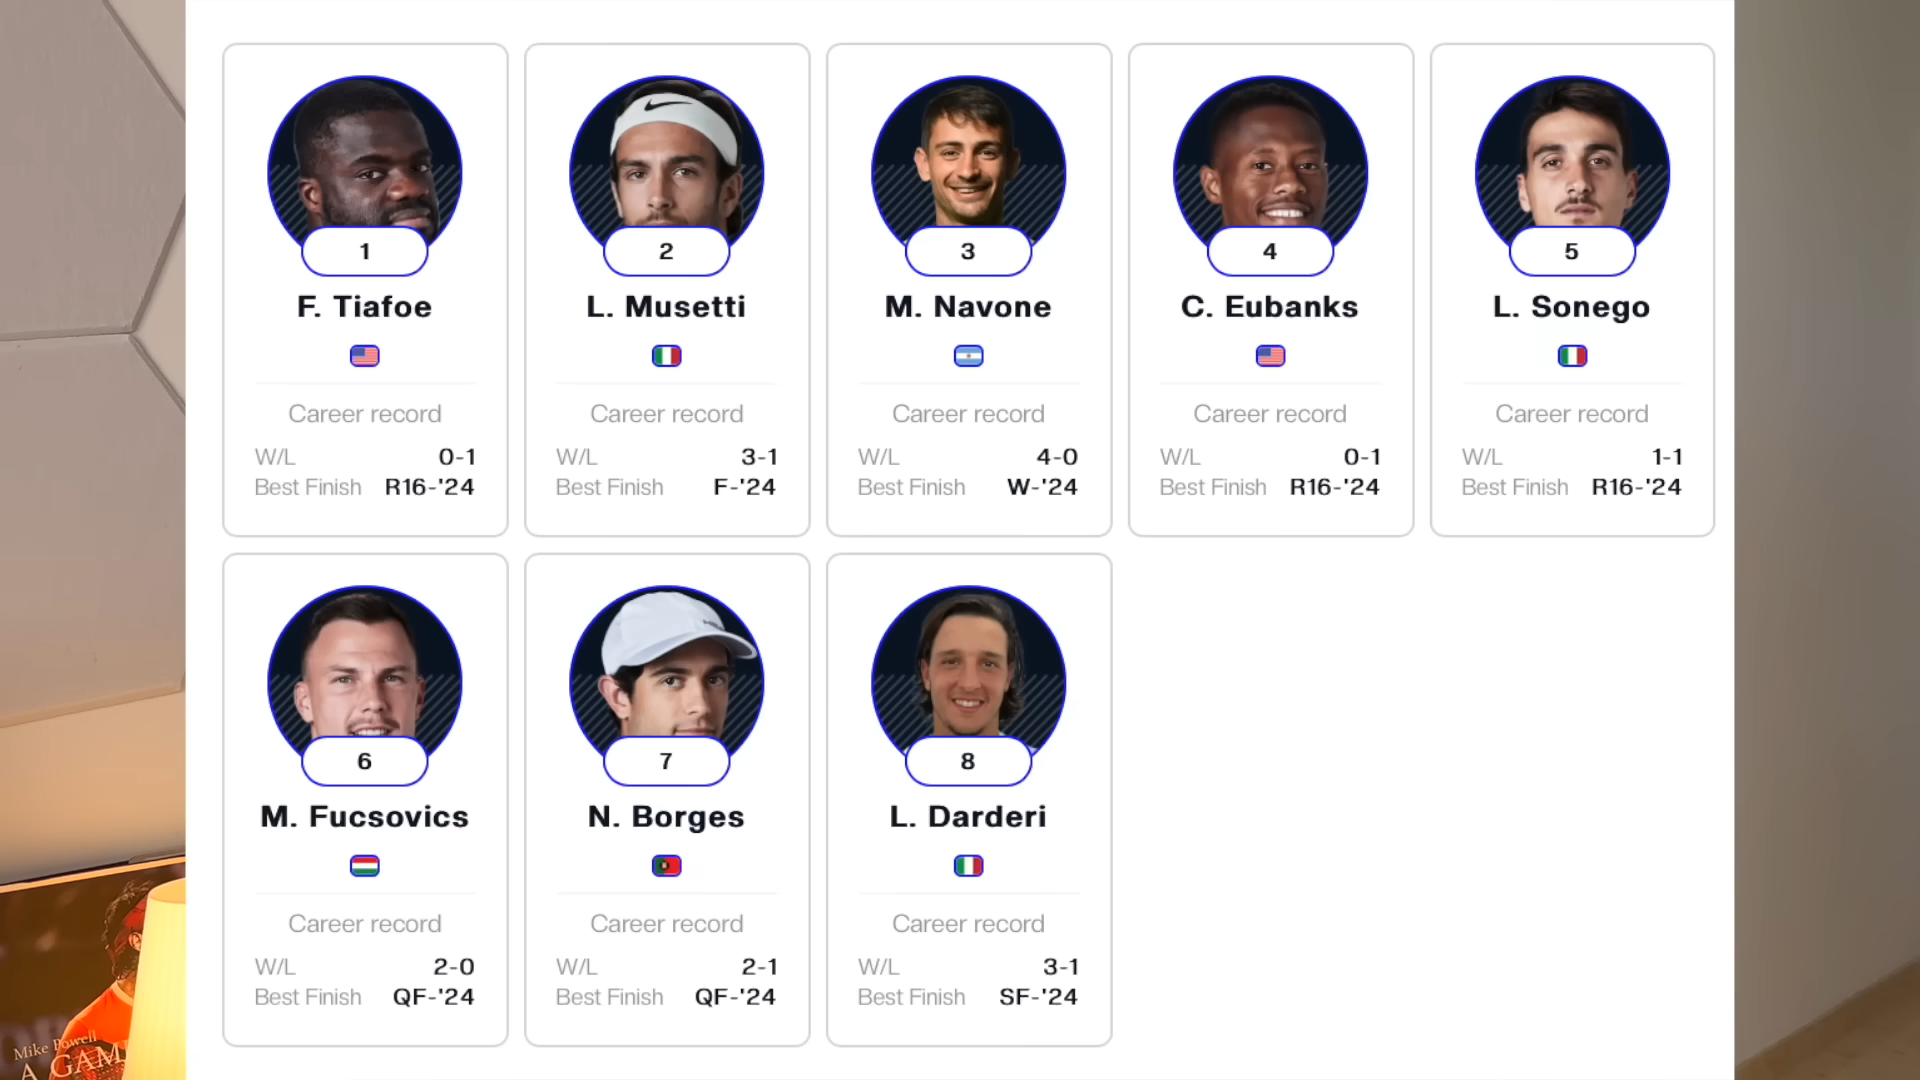 1
F. Tiafoe
Career record
W/L 0-1
Best Finish R16-'24
2
L. Musetti
Career record
W/L 3-1
Best Finish F-'24
3
M. Navone
Career record
W/L 4-0
Best Finish W-'24
4
C. Eubanks
Career record
W/L 0-1
Best Finish R16-'24
5
L. Sonego
Career record
W/L 1-1
Best Finish R16-'24
6
M. Fucsovics
Career record
W/L 2-0
Best Finish QF-'24
7
N. Borges
Career record
W/L 2-1
Best Finish QF-'24
8
L. Darderi
Career record
W/L 3-1
Best Finish SF-'24
Mike Powell
A GAM